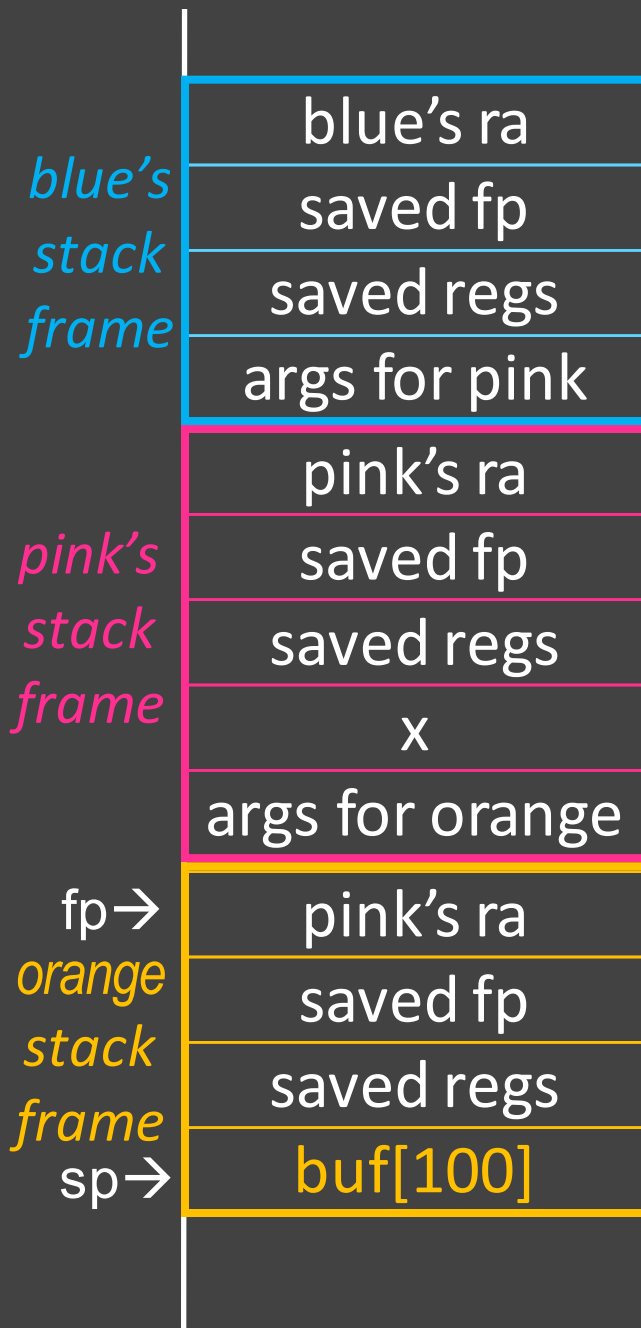 blue's ra
blue's
stack
frame
saved fp
saved regs
args for pink
pink's ra
pink's
stack
frame
saved fp
saved regs
x
args for orange
fp→
pink's ra
orange
stack
frame
saved fp
saved regs
sp→
buf[100]